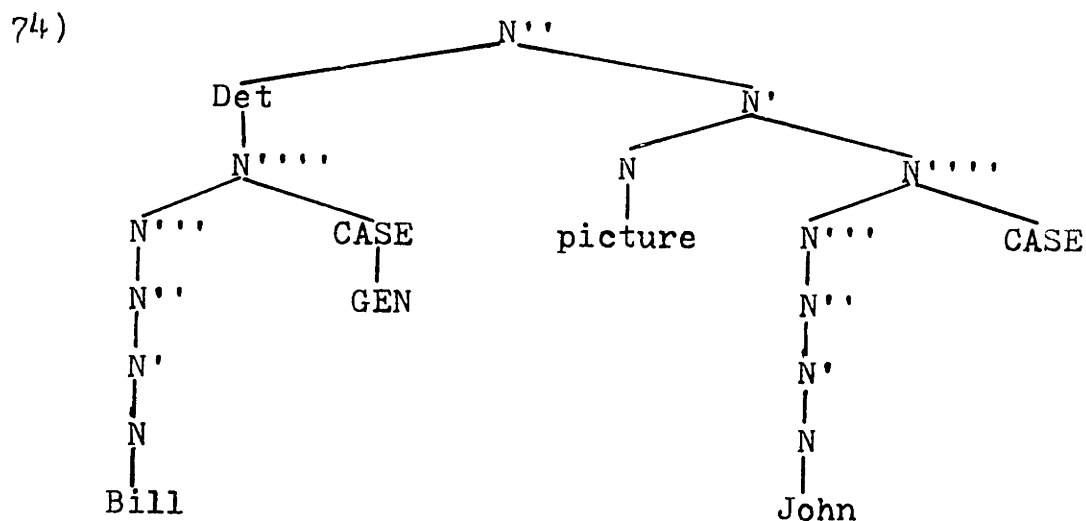 74)
N''
Det N'
N'''' N N''''
N''' CASE picture N''' CASE
N'' GEN N''
N' N'
N N
Bill John